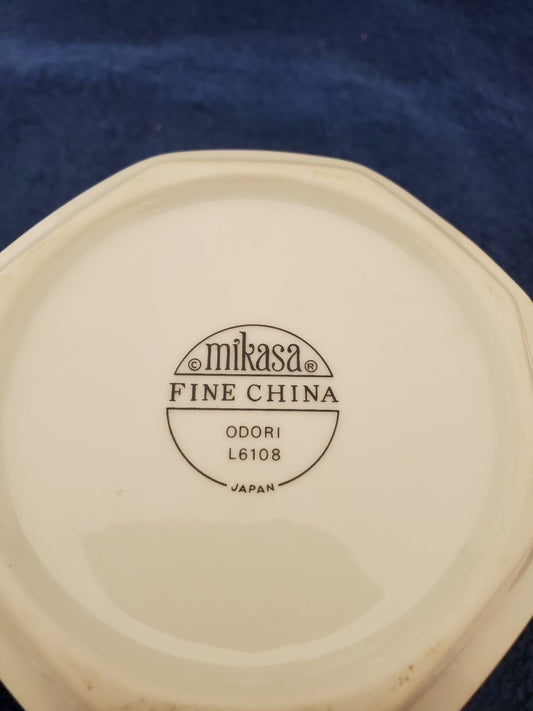 © mikasa ®
FINE CHINA
ODORI
L6108
JAPAN